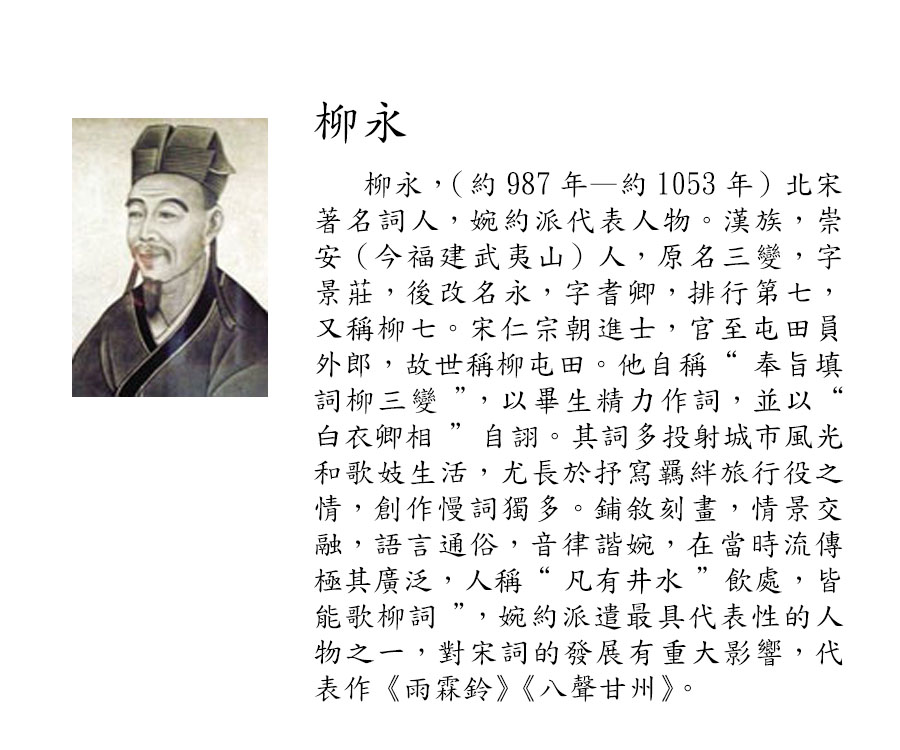 柳永
柳永，（約 987 年—約 1053 年）北宋
著名詞人，婉約派代表人物。漢族，崇
安（今福建武夷山）人，原名三變，字
景莊，後改名永，字耆卿，排行第七，
又稱柳七。宋仁宗朝進士，官至屯田員
外郎，故世稱柳屯田。他自稱“ 奉旨填
詞柳三變 ”，以畢生精力作詞，並以“
白衣卿相 ” 自詡。其詞多投射城市風光
和歌妓生活，尤長於抒寫羈絆旅行役之
情，創作慢詞獨多。鋪敘刻畫，情景交
融，語言通俗，音律諧婉，在當時流傳
極其廣泛，人稱“ 凡有井水 ” 飲處，皆
能歌柳詞 ”，婉約派遣最具代表性的人
物之一，對宋詞的發展有重大影響，代
表作《雨霖鈴》《八聲甘州》。